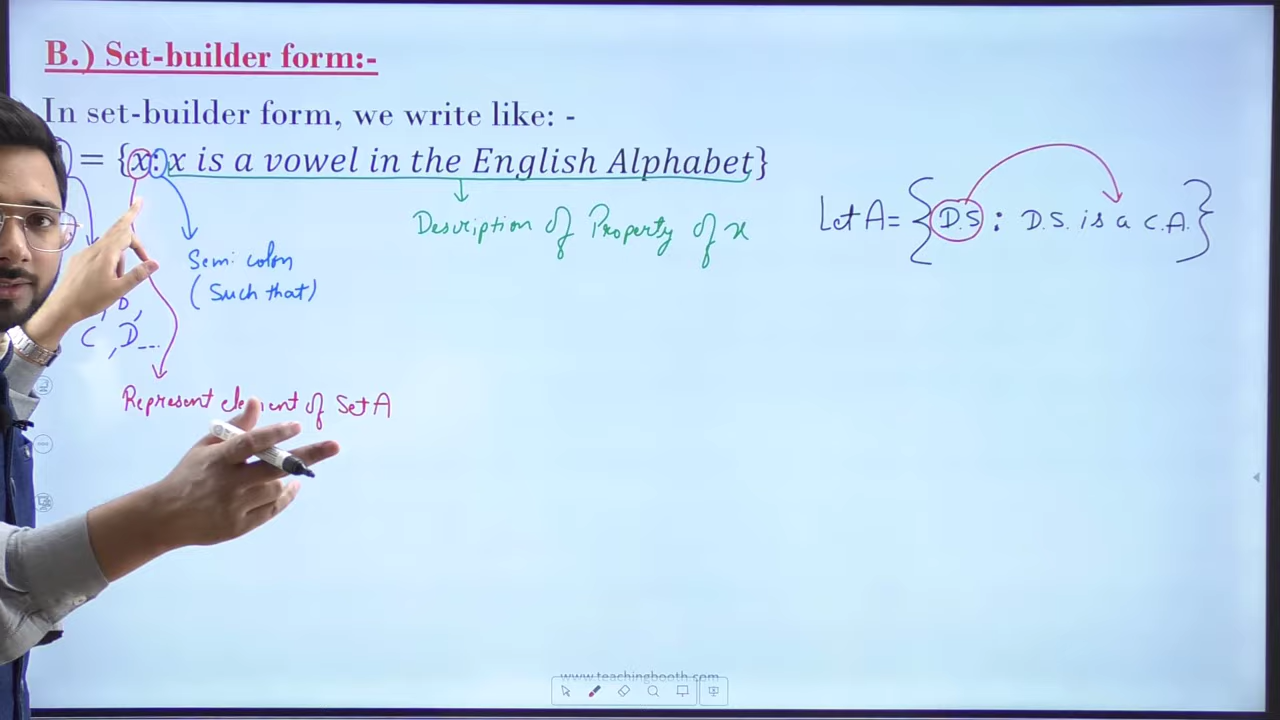 B.) Set-builder form:-
In set-builder form, we write like: -
= {x:x is a vowel in the English Alphabet}
Description of Property of x
Let A= { D.S : D.S. is a C.A. }
Semi colon
(Such that)
C, D---
Represent element of Set A
www.teachingbooth.com